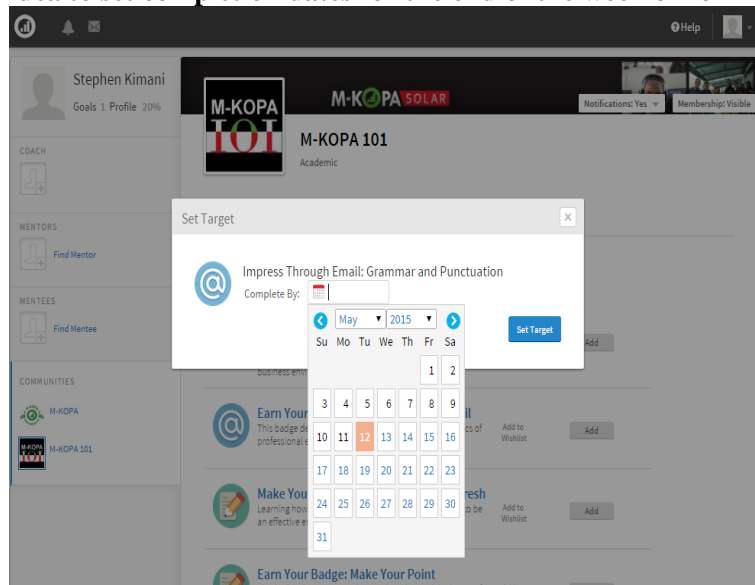 Help
Stephen Kimani
Goals 1 Profile 20%
COACH
MENTORS
Find Mentor
MENTEES
Find Mentee
COMMUNITIES
M-KOPA
M-KOPA 101
M-KOPA
101
M-KOPA SOLAR
Notifications: Yes
Membership: Visible
M-KOPA 101
Academic
Set Target
x
Impress Through Email: Grammar and Punctuation
Complete By:
May 2015
Su Mo Tu We Th Fr Sa
1 2
3 4 5 6 7 8 9
10 11 12 13 14 15 16
17 18 19 20 21 22 23
24 25 26 27 28 29 30
31
Set Target
Add
business
Earn Your
This badge
professional
Add to
Wishlist
Add
Make You
Learning how
an effective
Add to
Wishlist
Add
Earn Your Badge: Make Your Point